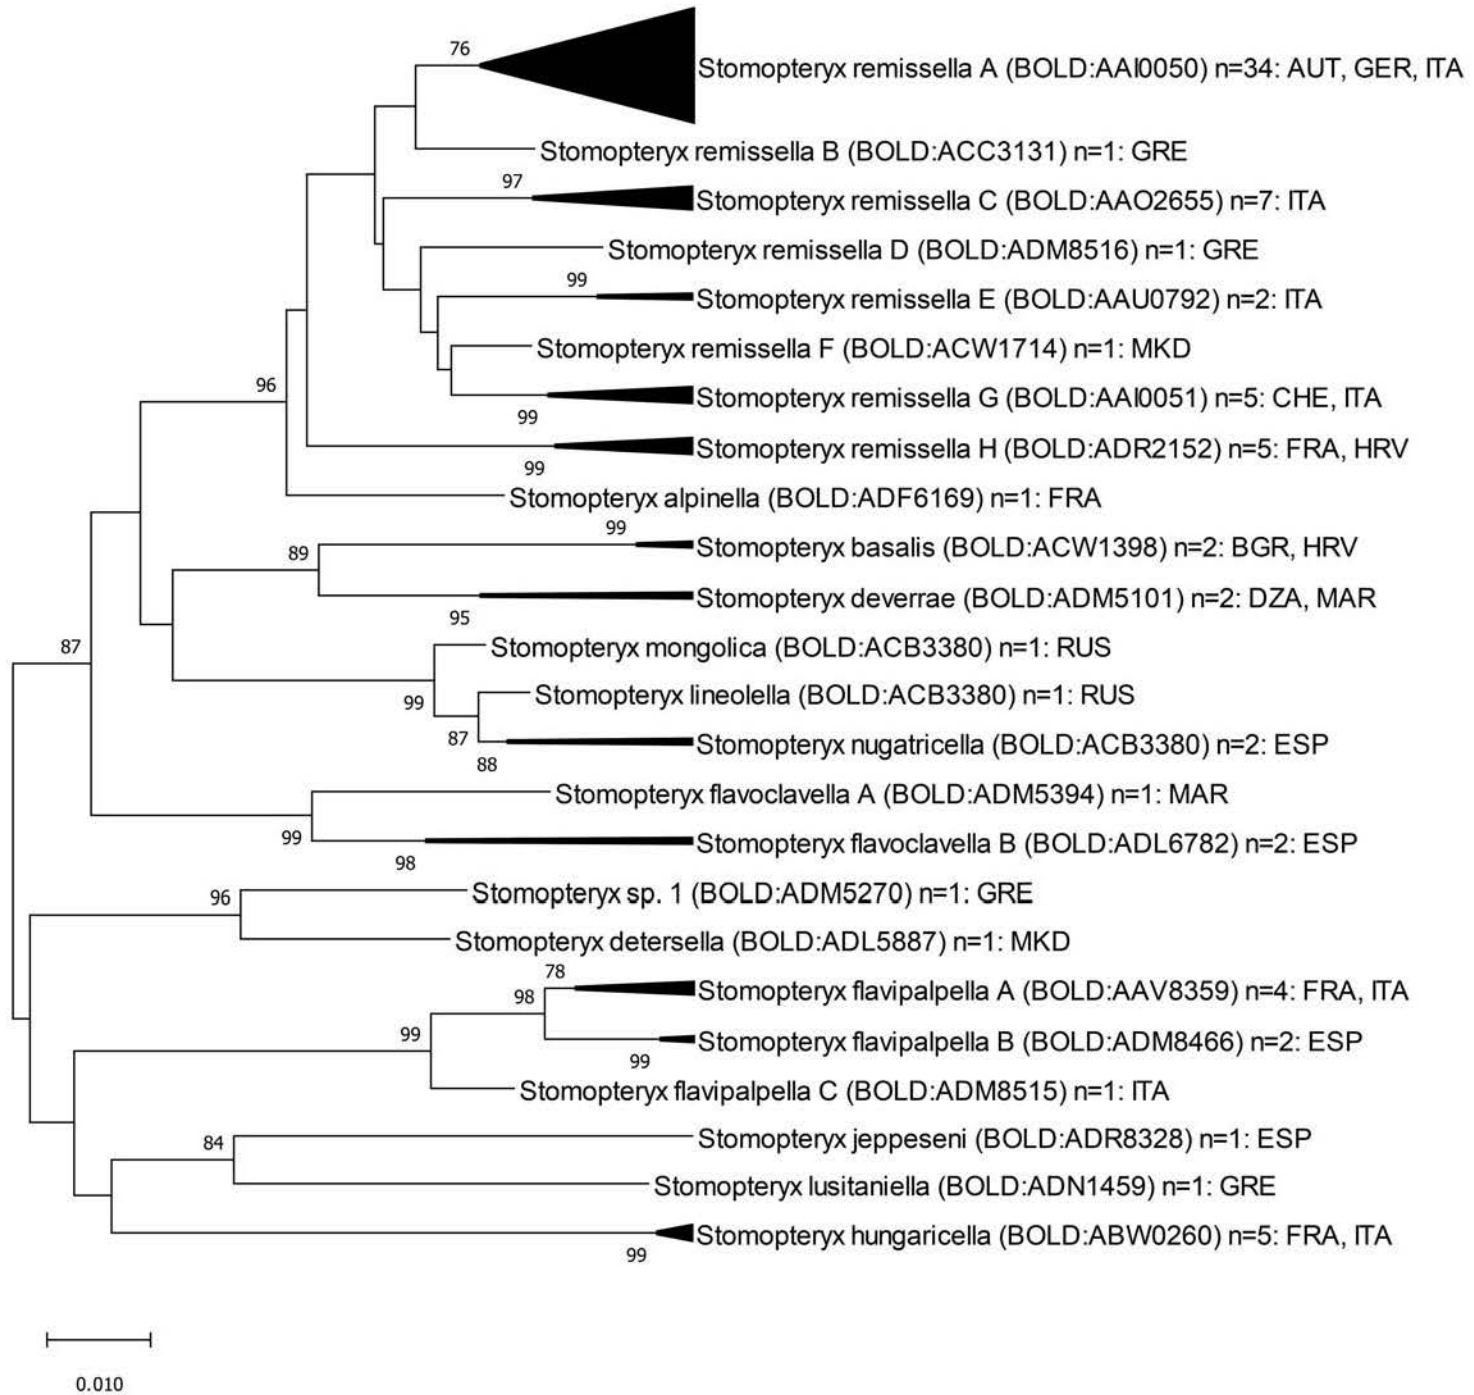 76
Stomopteryx remissella A (BOLD:AAI0050) n=34: AUT, GER, ITA
Stomopteryx remissella B (BOLD:ACC3131) n=1: GRE
97
Stomopteryx remissella C (BOLD:AAO2655) n=7: ITA
Stomopteryx remissella D (BOLD:ADM8516) n=1: GRE
99
Stomopteryx remissella E (BOLD:AAU0792) n=2: ITA
Stomopteryx remissella F (BOLD:ACW1714) n=1: MKD
96
Stomopteryx remissella G (BOLD:AAI0051) n=5: CHE, ITA
99
Stomopteryx remissella H (BOLD:ADR2152) n=5: FRA, HRV
99
Stomopteryx alpinella (BOLD:ADF6169) n=1: FRA
99
Stomopteryx basalis (BOLD:ACW1398) n=2: BGR, HRV
89
Stomopteryx deverrae (BOLD:ADM5101) n=2: DZA, MAR
95
87
Stomopteryx mongolica (BOLD:ACB3380) n=1: RUS
99
Stomopteryx lineolella (BOLD:ACB3380) n=1: RUS
87
Stomopteryx nugatricella (BOLD:ACB3380) n=2: ESP
88
Stomopteryx flavoclavella A (BOLD:ADM5394) n=1: MAR
99
Stomopteryx flavoclavella B (BOLD:ADL6782) n=2: ESP
98
96
Stomopteryx sp. 1 (BOLD:ADM5270) n=1: GRE
Stomopteryx detersella (BOLD:ADL5887) n=1: MKD
78
98
Stomopteryx flavipalpella A (BOLD:AAV8359) n=4: FRA, ITA
99
Stomopteryx flavipalpella B (BOLD:ADM8466) n=2: ESP
99
Stomopteryx flavipalpella C (BOLD:ADM8515) n=1: ITA
84
Stomopteryx jeppeseni (BOLD:ADR8328) n=1: ESP
Stomopteryx lusitaniella (BOLD:ADN1459) n=1: GRE
Stomopteryx hungaricella (BOLD:ABW0260) n=5: FRA, ITA
99
0.010